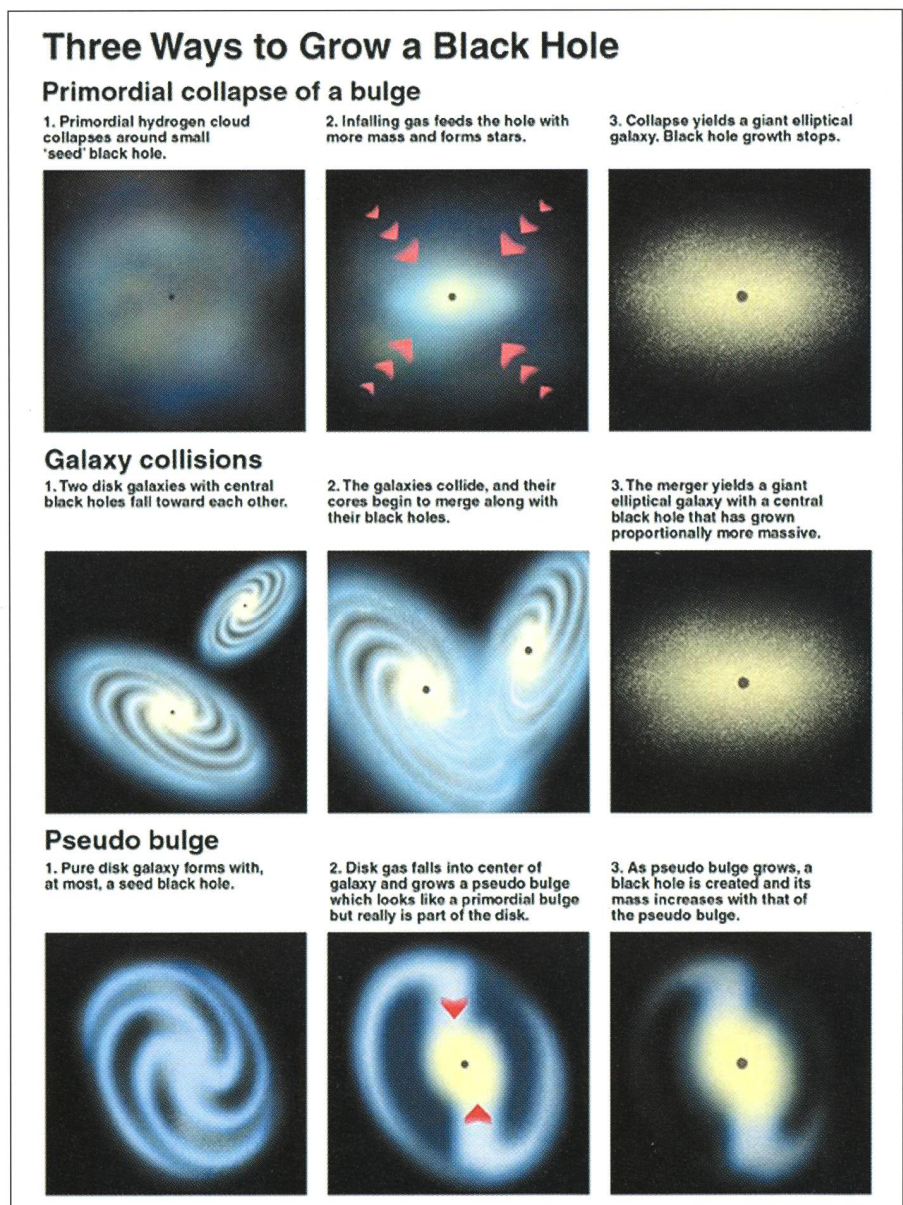 Three Ways to Grow a Black Hole
Primordial collapse of a bulge
1. Primordial hydrogen cloud
collapses around small
'seed' black hole.
2. Infalling gas feeds the hole with
more mass and forms stars.
3. Collapse yields a giant elliptical
galaxy. Black hole growth stops.
Galaxy collisions
1. Two disk galaxies with central
black holes fall toward each other.
2. The galaxies collide, and their
cores begin to merge along with
their black holes.
3. The merger yields a giant
elliptical galaxy with a central
black hole that has grown
proportionally more massive.
Pseudo bulge
1. Pure disk galaxy forms with,
at most, a seed black hole.
2. Disk gas falls into center of
galaxy and grows a pseudo bulge
which looks like a primordial bulge
but really is part of the disk.
3. As pseudo bulge grows, a
black hole is created and its
mass increases with that of
the pseudo bulge.